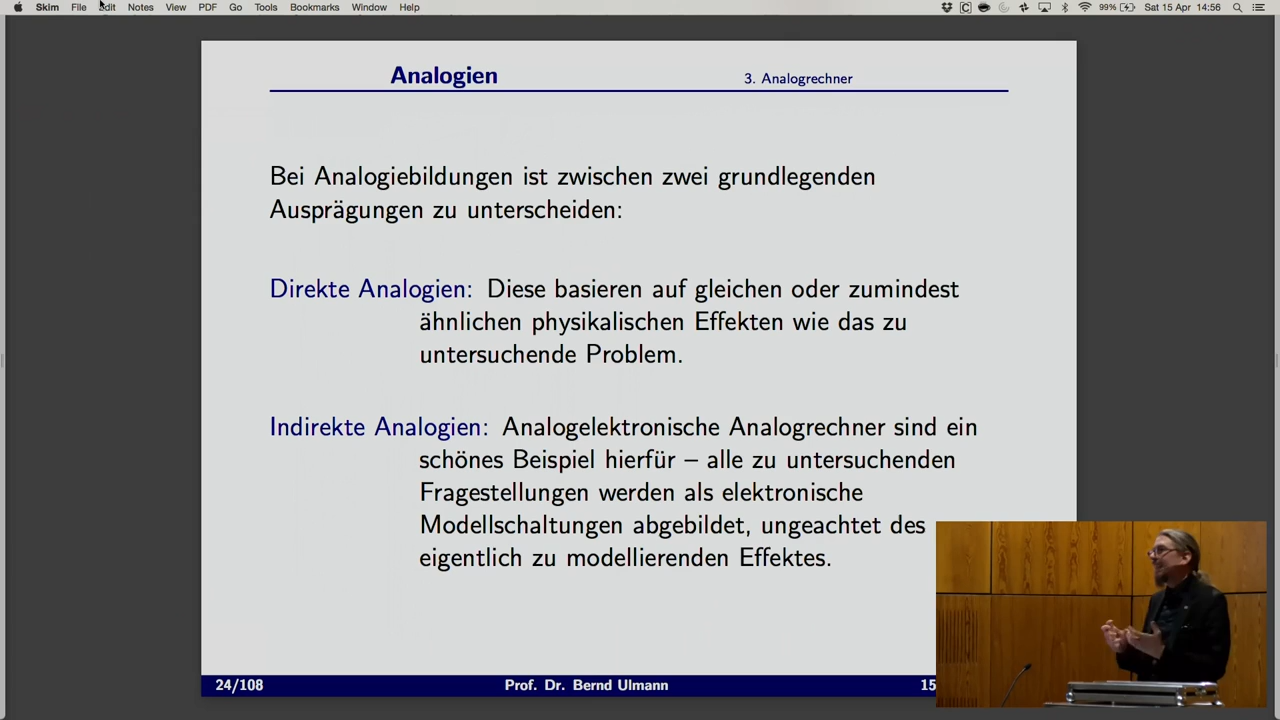 Skim File Edit Notes View PDF Go Tools Bookmarks Window Help 99% Sat 15 Apr 14:56
Analogien 3. Analogrechner
Bei Analogiebildungen ist zwischen zwei grundlegenden
Ausprägungen zu unterscheiden:
Direkte Analogien: Diese basieren auf gleichen oder zumindest
ähnlichen physikalischen Effekten wie das zu
untersuchende Problem.
Indirekte Analogien: Analogelektronische Analogrechner sind ein
schönes Beispiel hierfür – alle zu untersuchenden
Fragestellungen werden als elektronische
Modellschaltungen abgebildet, ungeachtet des
eigentlich zu modellierenden Effektes.
24/108 Prof. Dr. Bernd Ulmann 15